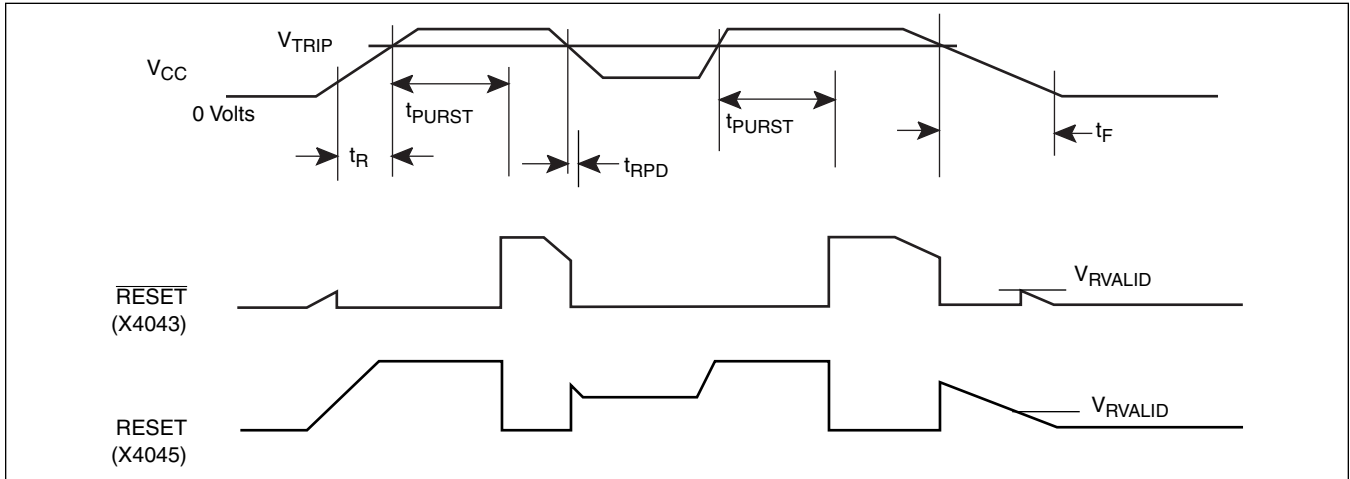 VTRIP
VCC
0 Volts
tPURST
tPURST
tR
tRPD
tF
RESET
(X4043)
VRVALID
RESET
(X4045)
VRVALID